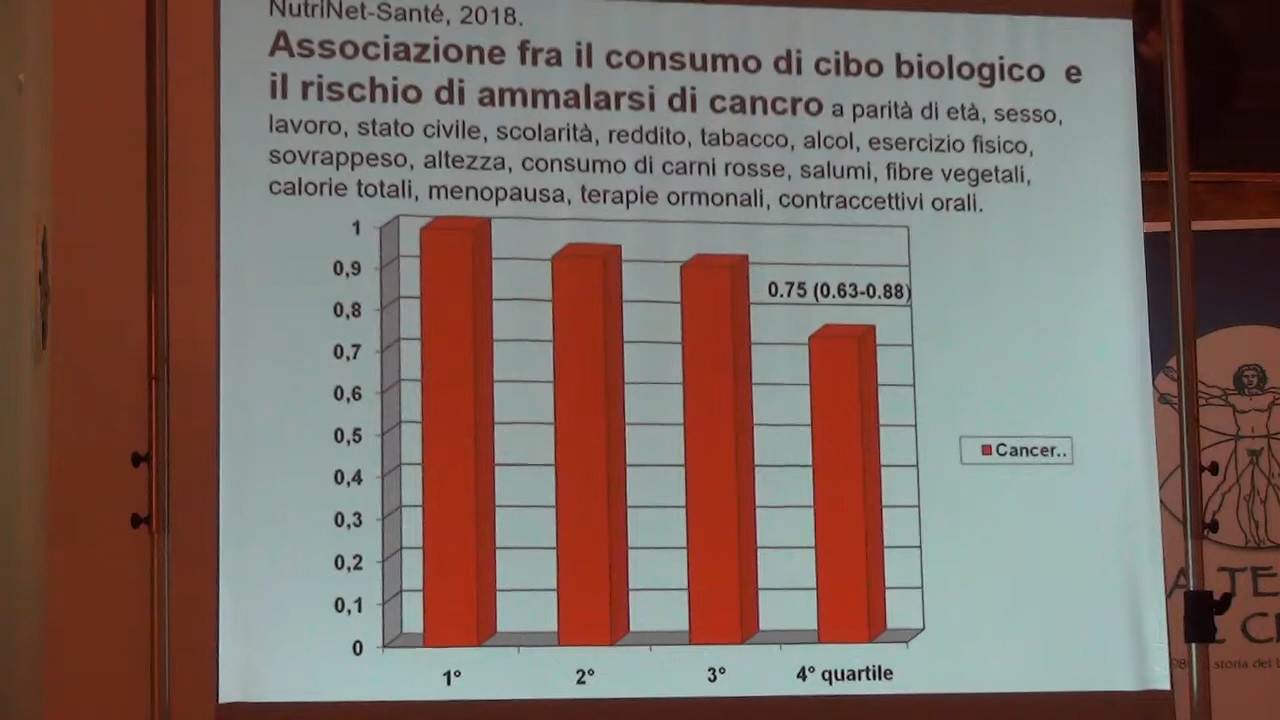 NutriNet-Santé, 2018.
Associazione fra il consumo di cibo biologico e
il rischio di ammalarsi di cancro a parità di età, sesso,
lavoro, stato civile, scolarità, reddito, tabacco, alcol, esercizio fisico,
sovrappeso, altezza, consumo di carni rosse, salumi, fibre vegetali,
calorie totali, menopausa, terapie ormonali, contraccettivi orali.
1
0,9
0.75 (0.63-0.88)
0,8
0,7
0,6
0,5
Cancer..
0,4
0,3
0,2
0,1
0
1° 2° 3° 4° quartile
A TE
storia del